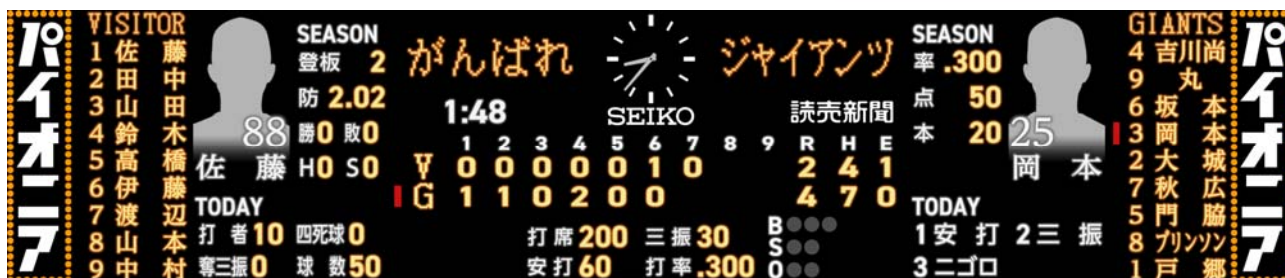 パイオニア
VISITOR
1 佐 藤
2 田 中
3 山 田
4 鈴 木
5 高 橋
6 伊 藤
7 渡 辺
8 山 本
9 中 村
88
佐 藤
SEASON
登板 2
防 2.02
勝0 敗0
H0 S0
TODAY
打 者10 四死球0
奪三振0 球 数50
がんばれ ジャイアンツ
1:48 SEIKO 読売新聞
1 2 3 4 5 6 7 8 9 R H E
V 0 0 0 0 0 1 0 2 4 1
G 1 1 0 2 0 0 4 7 0
打 席200 三 振30
安 打60 打 率.300
B
S
O
SEASON
率 .300
点 50
本 20
25
岡 本
TODAY
1安 打 2三 振
3ニゴロ
GIANTS
4 吉川尚
9 丸
6 坂 本
3 岡 本
2 大 城
7 秋 広
5 門 脇
8 ブリンソン
1 戸 郷
パイオニア